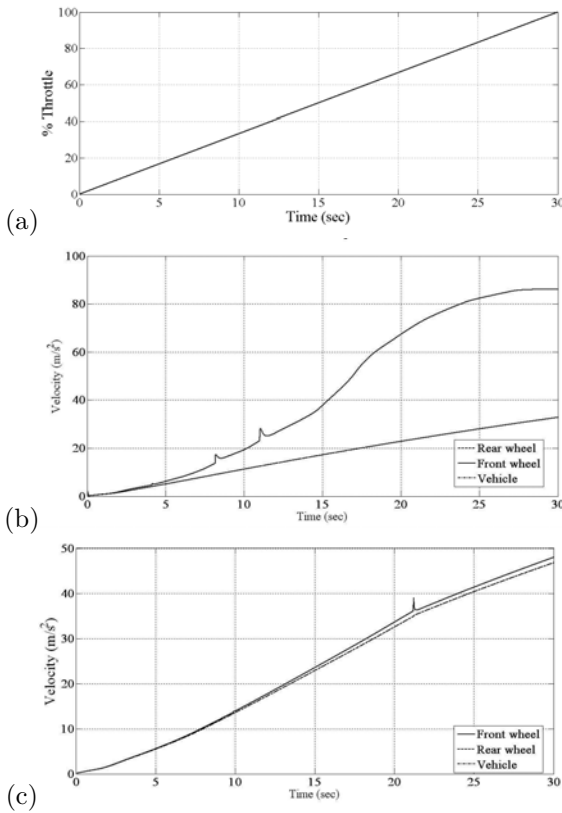 100
80
60
40
20
0
% Throttle
0 5 10 15 20 25 30
Time (sec)
(a)
100
80
60
40
20
0
Velocity (m/s²)
Rear wheel
Front wheel
Vehicle
0 5 10 15 20 25 30
Time (sec)
(b)
50
40
30
20
10
0
Velocity (m/s²)
Front wheel
Rear wheel
Vehicle
0 5 10 15 20 25 30
Time (sec)
(c)